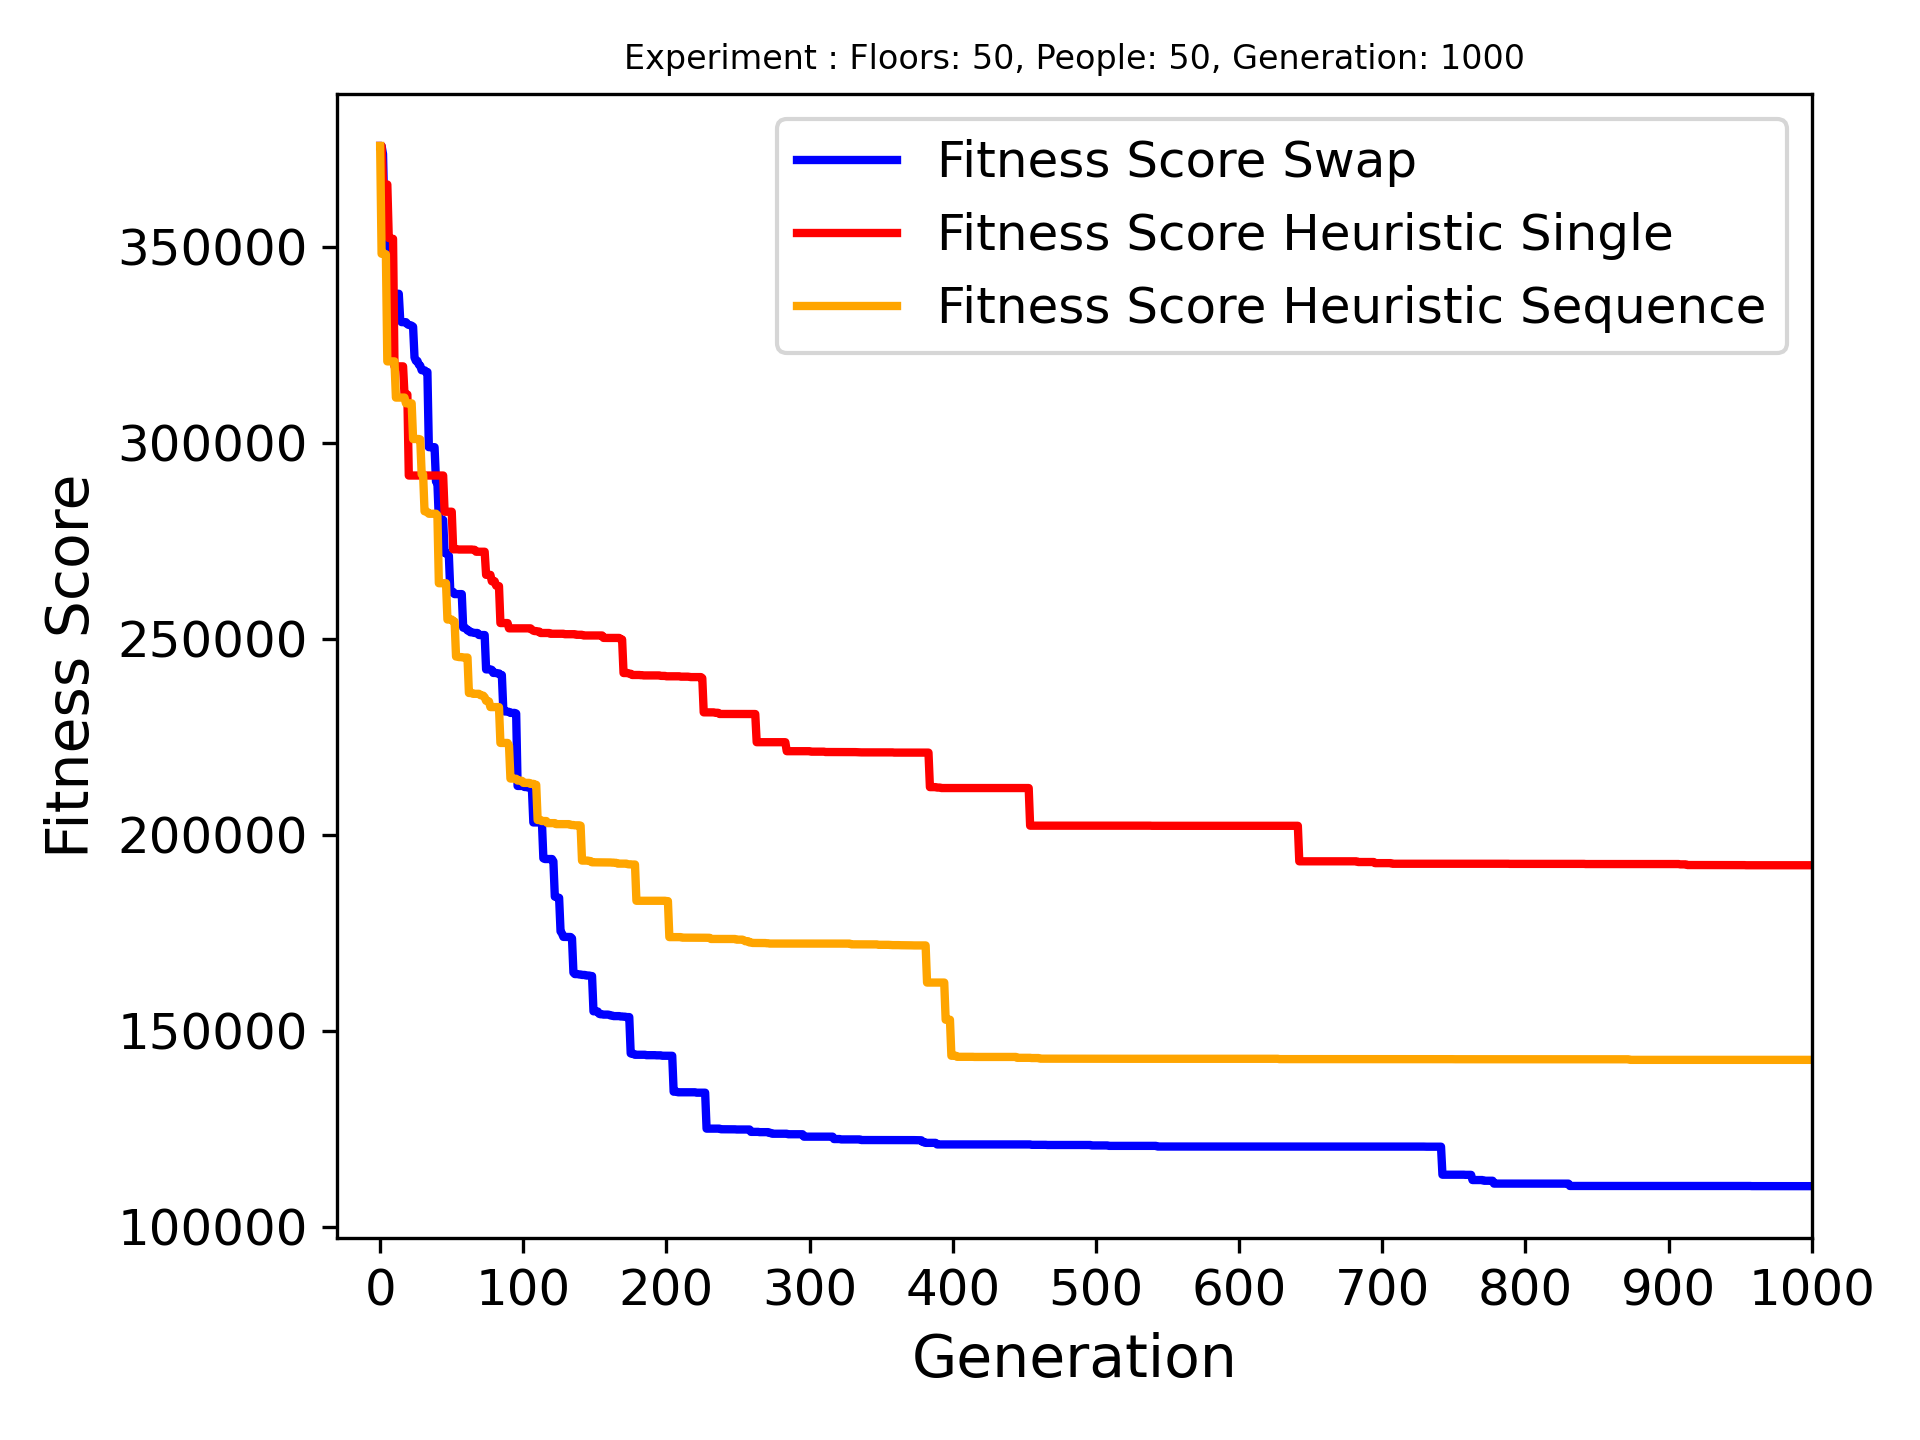 Experiment : Floors: 50, People: 50, Generation: 1000
Fitness Score Swap
Fitness Score Heuristic Single
Fitness Score Heuristic Sequence
Fitness Score
350000
300000
250000
200000
150000
100000
0 100 200 300 400 500 600 700 800 900 1000
Generation